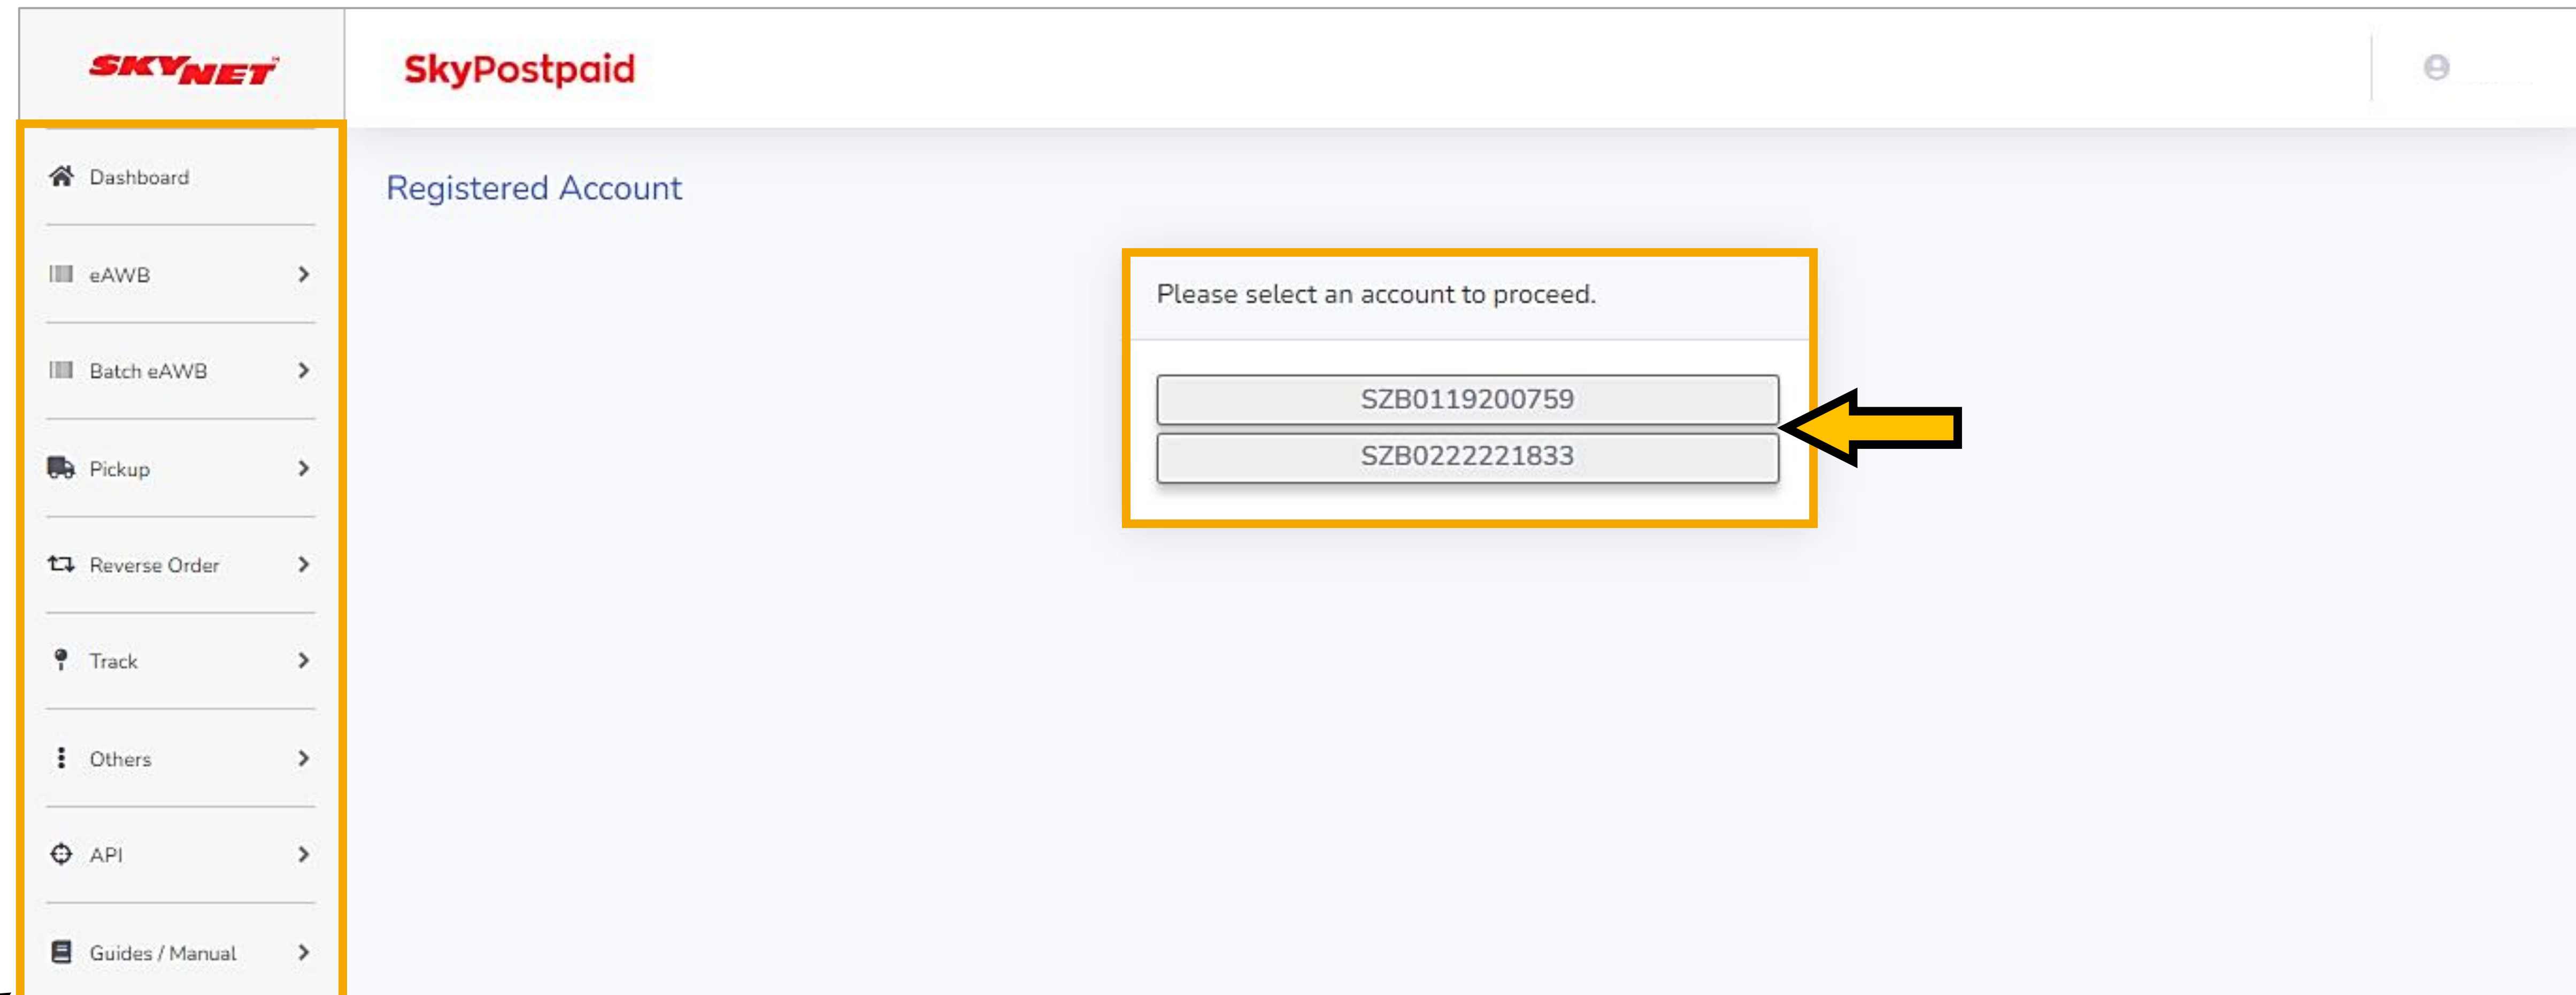 SKYNET
SkyPostpaid
Dashboard
eAWB
Batch eAWB
Pickup
Reverse Order
Track
Others
API
Guides / Manual
Registered Account
Please select an account to proceed.
SZB0119200759
SZB0222221833